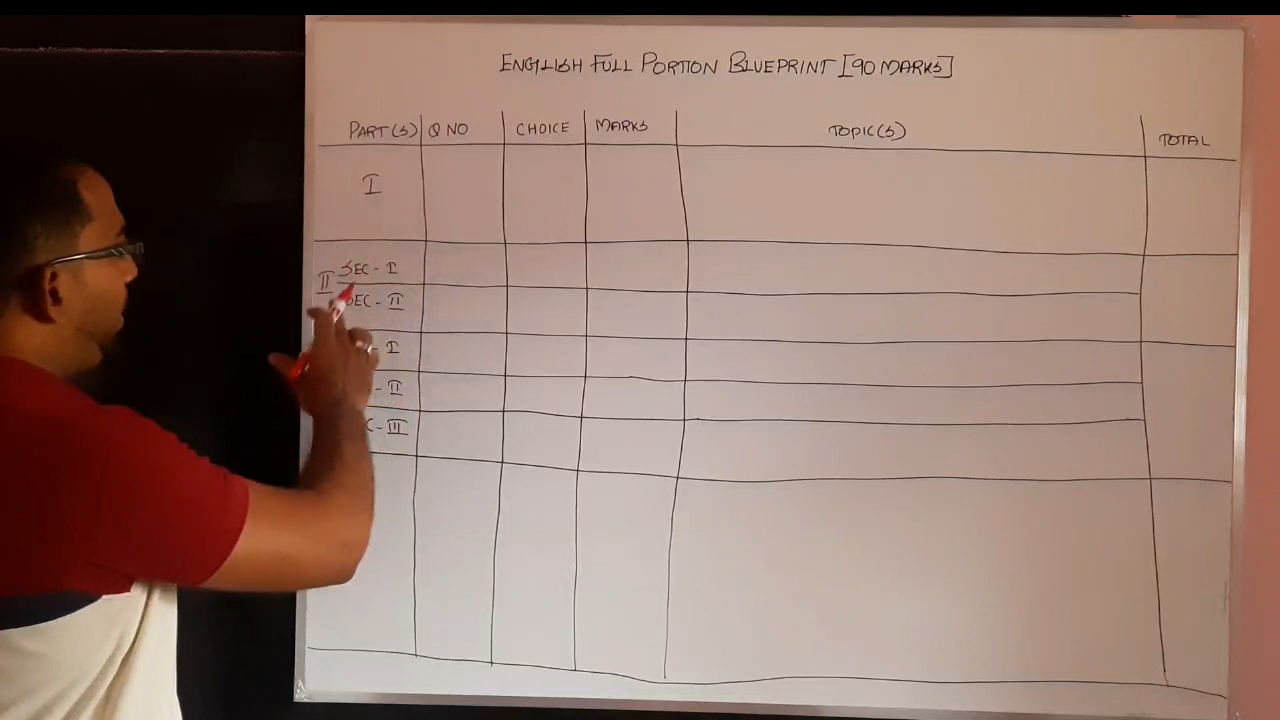 ENGLISH FULL PORTION BLUEPRINT [90 MARKS]
PART(S) Q NO CHOICE MARKS TOPIC(S) TOTAL
I
II SEC - I
SEC - II
- I
- II
C - III